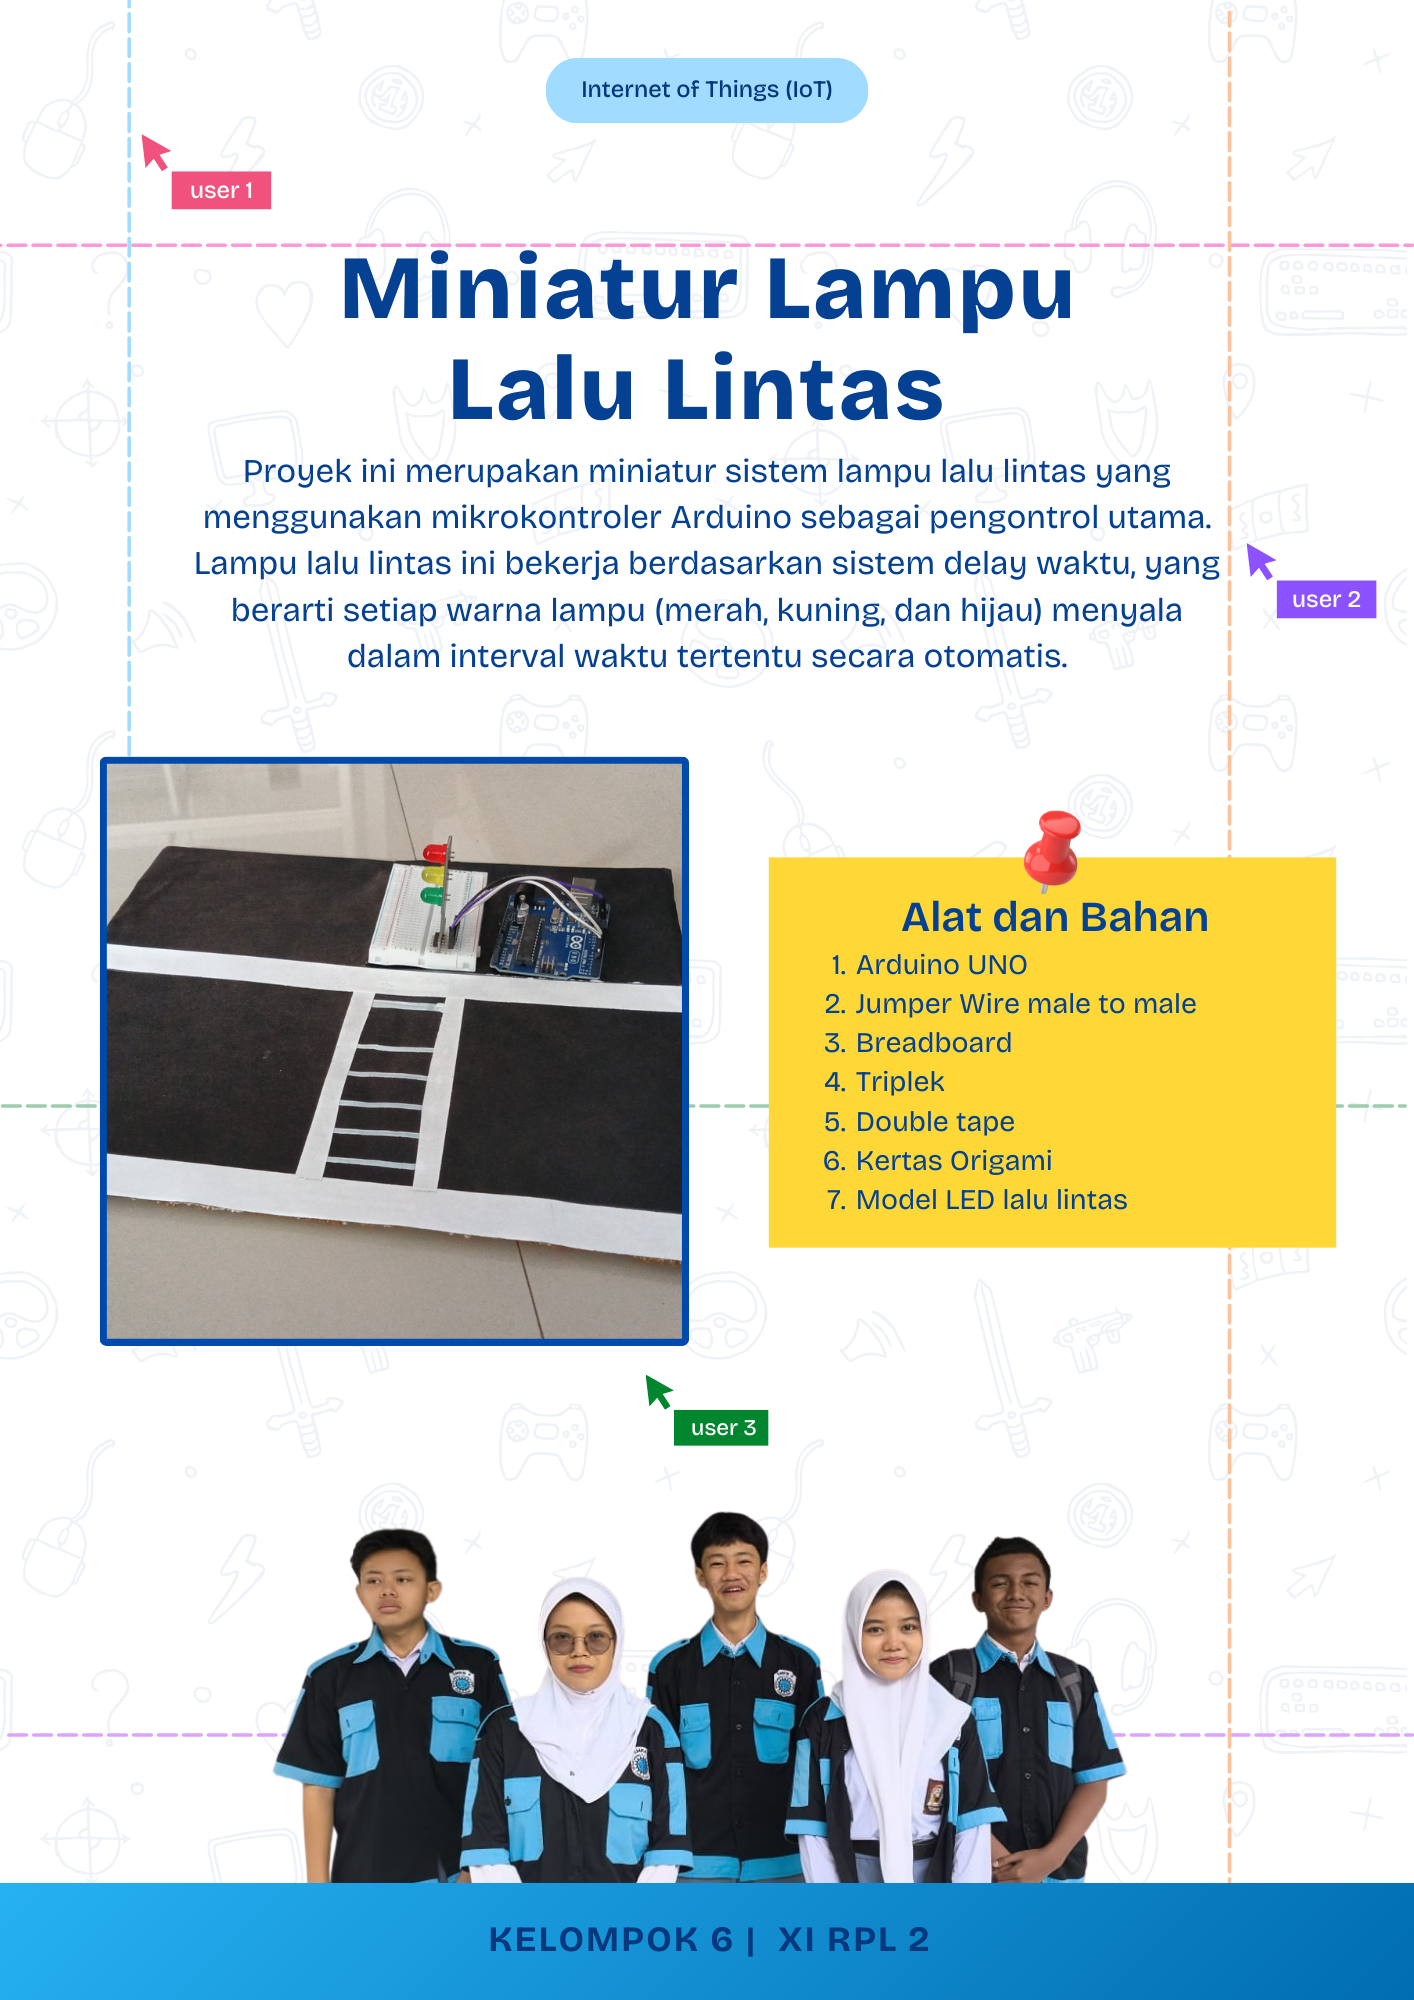 Internet of Things (IoT)
user 1
Miniatur Lampu
Lalu Lintas
Proyek ini merupakan miniatur sistem lampu lalu lintas yang
menggunakan mikrokontroler Arduino sebagai pengontrol utama.
Lampu lalu lintas ini bekerja berdasarkan sistem delay waktu, yang
berarti setiap warna lampu (merah, kuning, dan hijau) menyala
dalam interval waktu tertentu secara otomatis.
user 2
Alat dan Bahan
1. Arduino UNO
2. Jumper Wire male to male
3. Breadboard
4. Triplek
5. Double tape
6. Kertas Origami
7. Model LED lalu lintas
user 3
KELOMPOK 6 | XI RPL 2